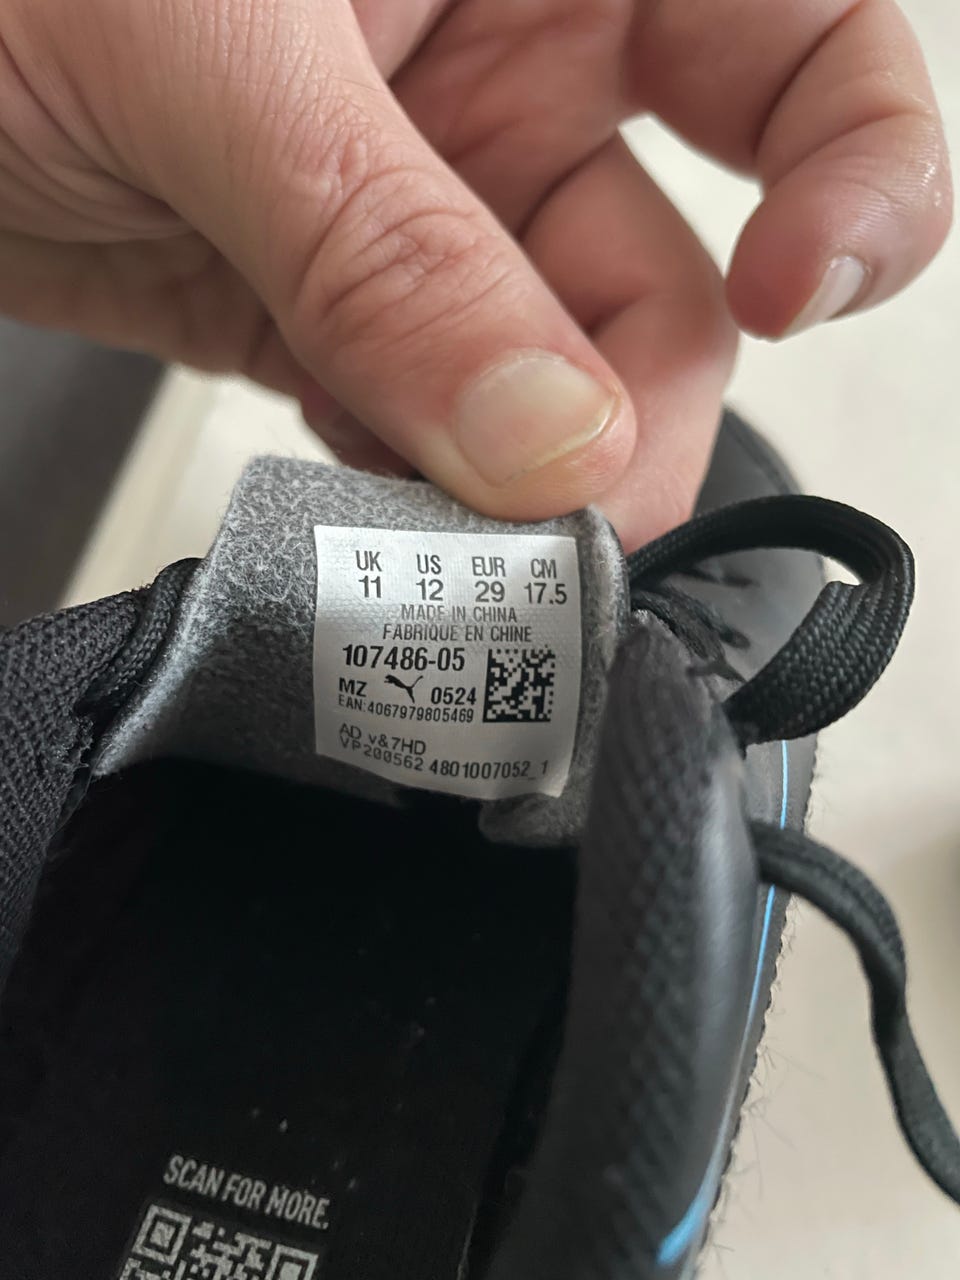 UK US EUR CM
11 12 29 17.5
MADE IN CHINA
FABRIQUE EN CHINE
107486-05
MZ 0524
EAN:4067979805469
AD v&7HD
VP200562 4801007052_1
SCAN FOR MORE.